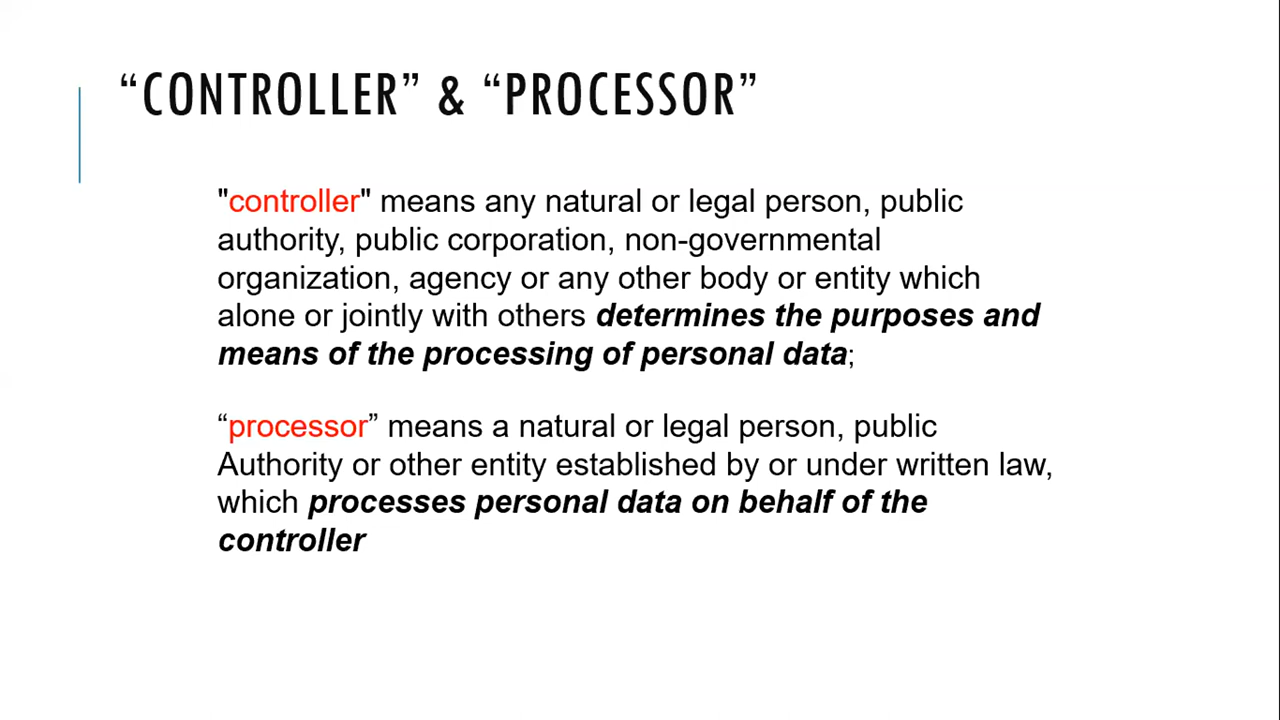 “CONTROLLER” & “PROCESSOR”
"controller" means any natural or legal person, public
authority, public corporation, non-governmental
organization, agency or any other body or entity which
alone or jointly with others determines the purposes and
means of the processing of personal data;
“processor” means a natural or legal person, public
Authority or other entity established by or under written law,
which processes personal data on behalf of the
controller